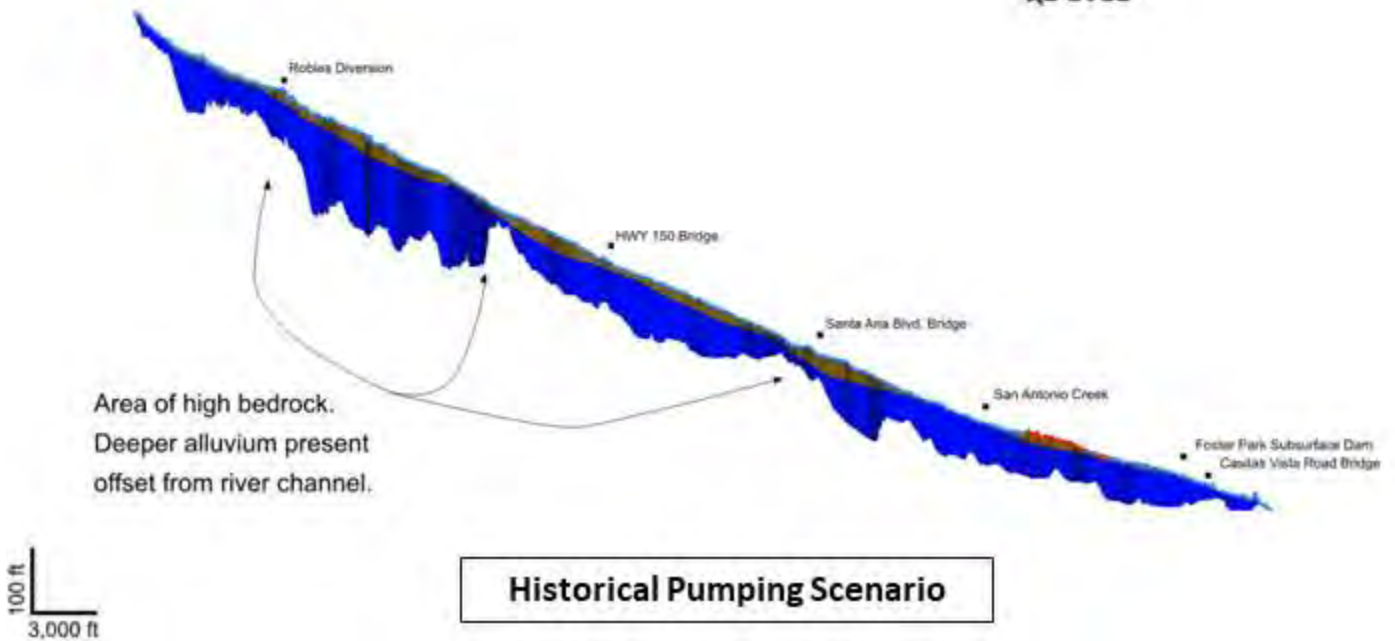 Robles Diversion
HWY 150 Bridge
Santa Ana Blvd. Bridge
San Antonio Creek
Foster Park Subsurface Dam
Casitas Vista Road Bridge
Area of high bedrock.
Deeper alluvium present
offset from river channel.
100 ft
3,000 ft
Historical Pumping Scenario